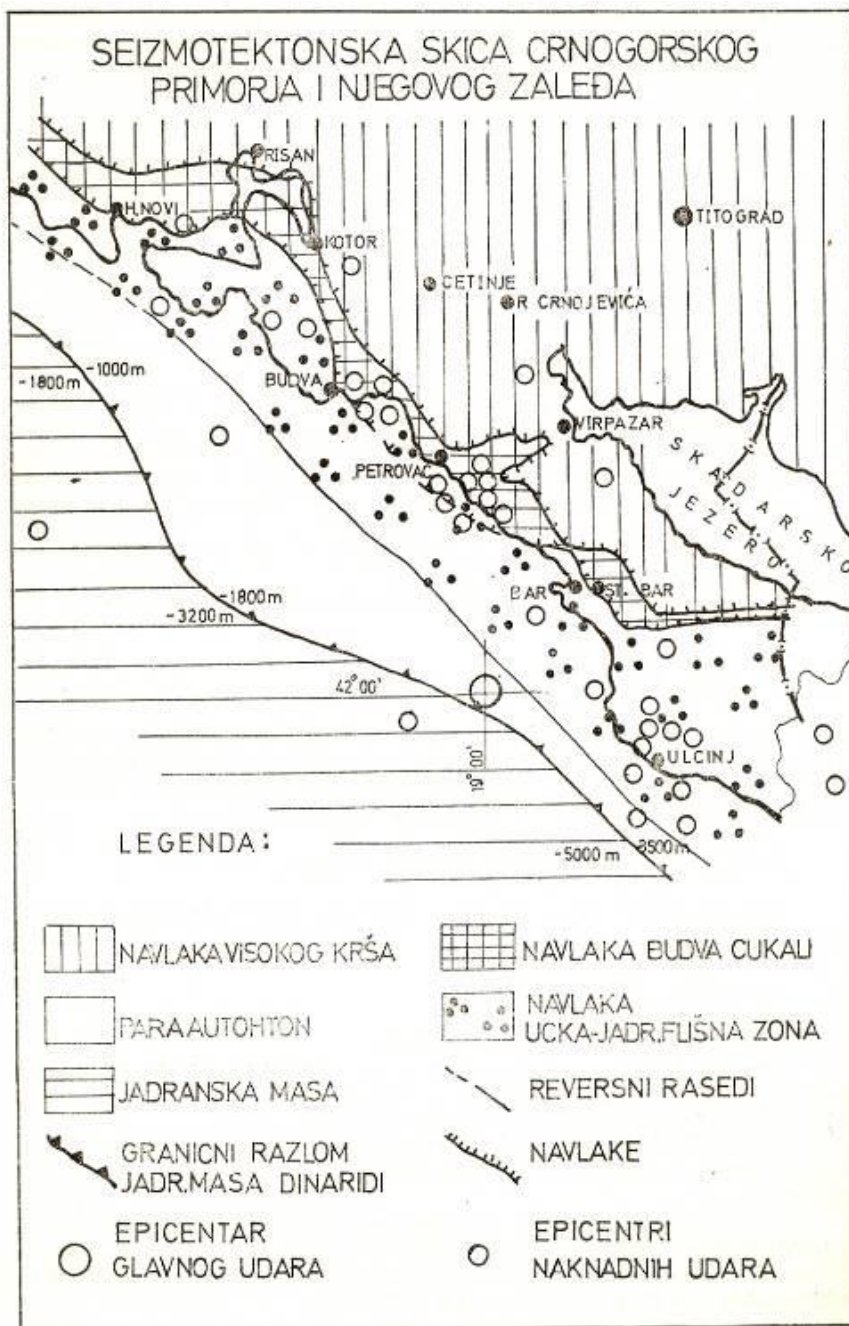 SEIZMOTEKTONSKA SKICA CRNOGORSKOG
PRIMORJA I NJEGOVOG ZALEĐA
RISAN
H.NOVI
KOTOR
TITOGRAD
CETINJE
R CRNOJEVIĆA
-1000m
-1800m
BUDVA
VIRPAZAR
PETROVAC
SKADARSKO
JEZERO
BAR
ST. BAR
-1800m
-3200m
42°00'
19°00'
ULCINJ
-5000m
-3500m
LEGENDA:
NAVLAKA VISOKOG KRŠA
NAVLAKA BUDVA CUKALI
PARAAUTOHTON
NAVLAKA
UCKA-JADR.FLIŠNA ZONA
JADRANSKA MASA
REVERSNI RASEDI
GRANICNI RAZLOM
JADR.MASA DINARIDI
NAVLAKE
EPICENTAR
GLAVNOG UDARA
EPICENTRI
NAKNADNIH UDARA